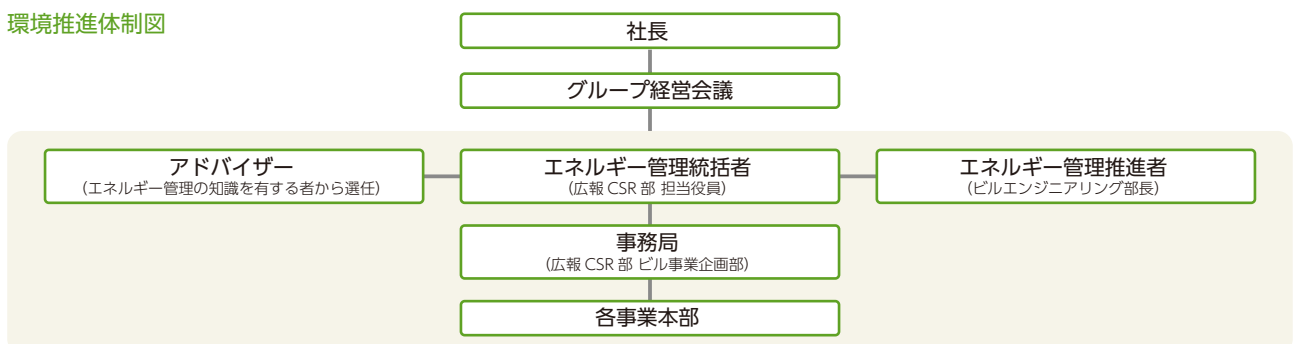 環境推進体制図
社長
グループ経営会議
アドバイザー
(エネルギー管理の知識を有する者から選任)
エネルギー管理統括者
(広報 CSR 部 担当役員)
エネルギー管理推進者
(ビルエンジニアリング部長)
事務局
(広報 CSR 部 ビル事業企画部)
各事業本部